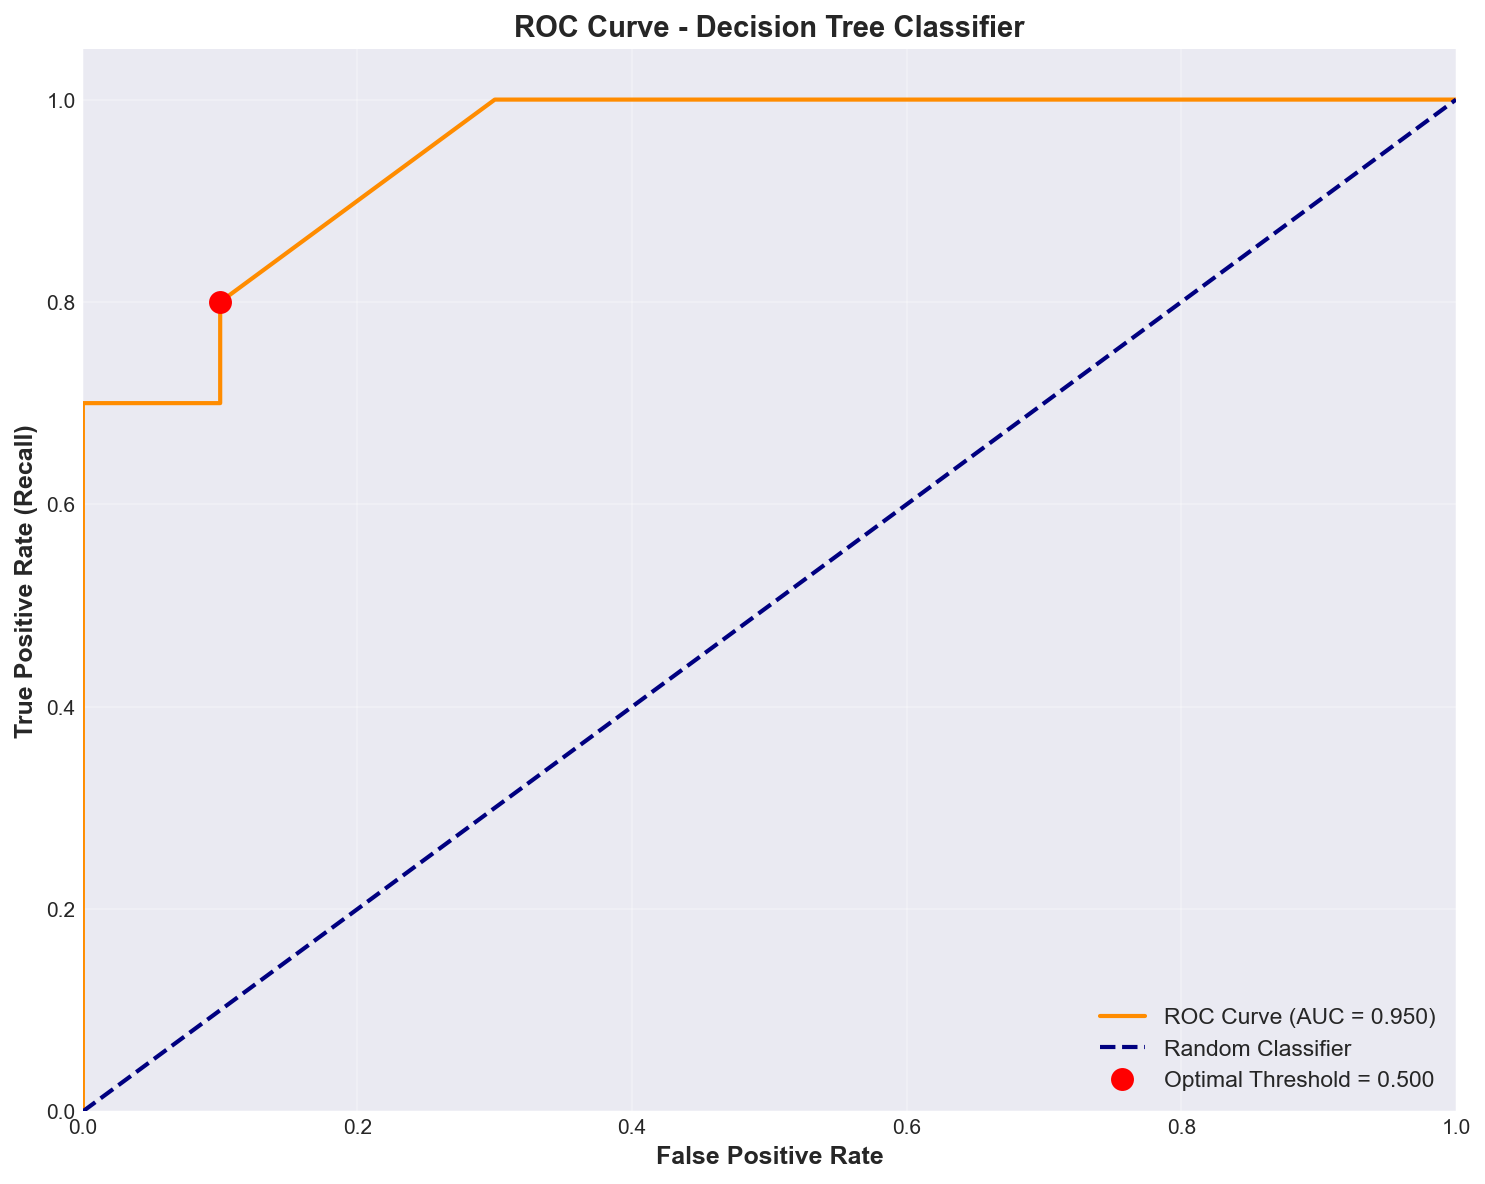 ROC Curve - Decision Tree Classifier
True Positive Rate (Recall)
1.0
0.8
0.6
0.4
0.2
0.0
0.0
0.2
0.4
0.6
0.8
1.0
False Positive Rate
ROC Curve (AUC = 0.950)
Random Classifier
Optimal Threshold = 0.500